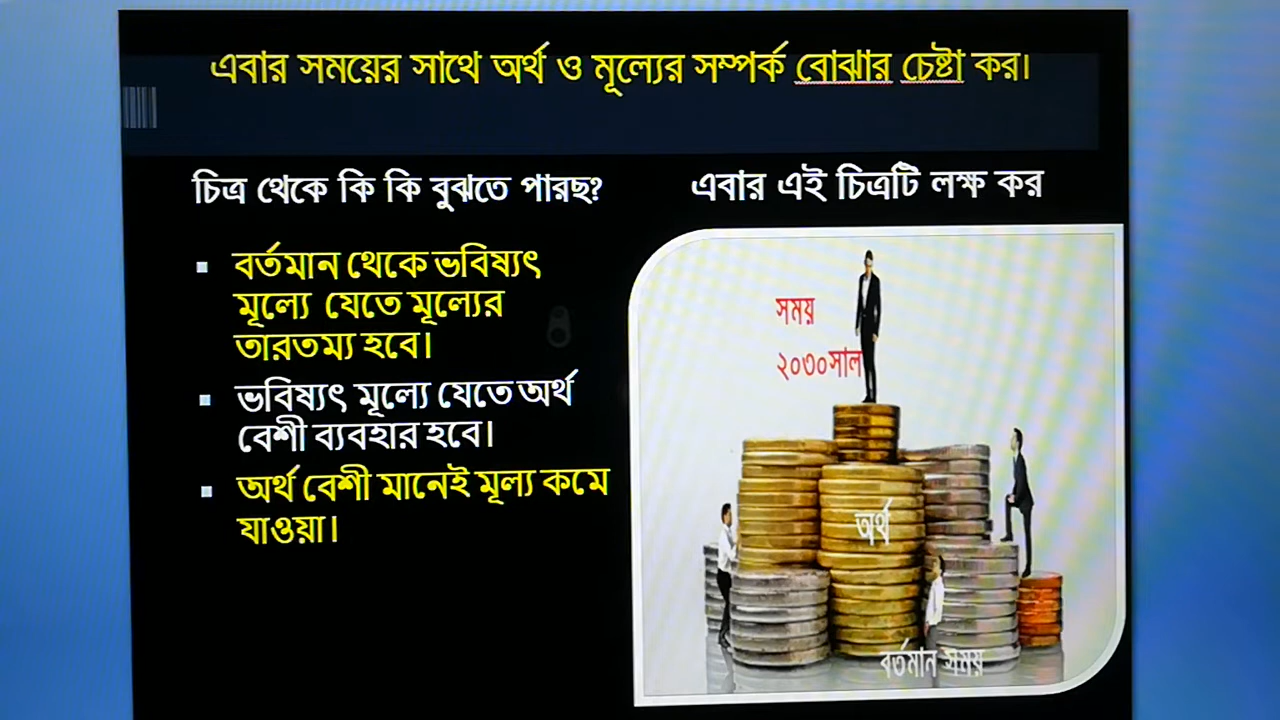 এবার সময়ের সাথে অর্থ ও মূল্যের সম্পর্ক বোঝার চেষ্টা কর।
চিত্র থেকে কি কি বুঝতে পারছ?
এবার এই চিত্রটি লক্ষ কর
বর্তমান থেকে ভবিষ্যৎ
মূল্যে যেতে মূল্যের
তারতম্য হবে।
ভবিষ্যৎ মূল্যে যেতে অর্থ
বেশী ব্যবহার হবে।
অর্থ বেশী মানেই মূল্য কমে
যাওয়া।
সময়
২০৩০সাল
অর্থ
বর্তমান সময়